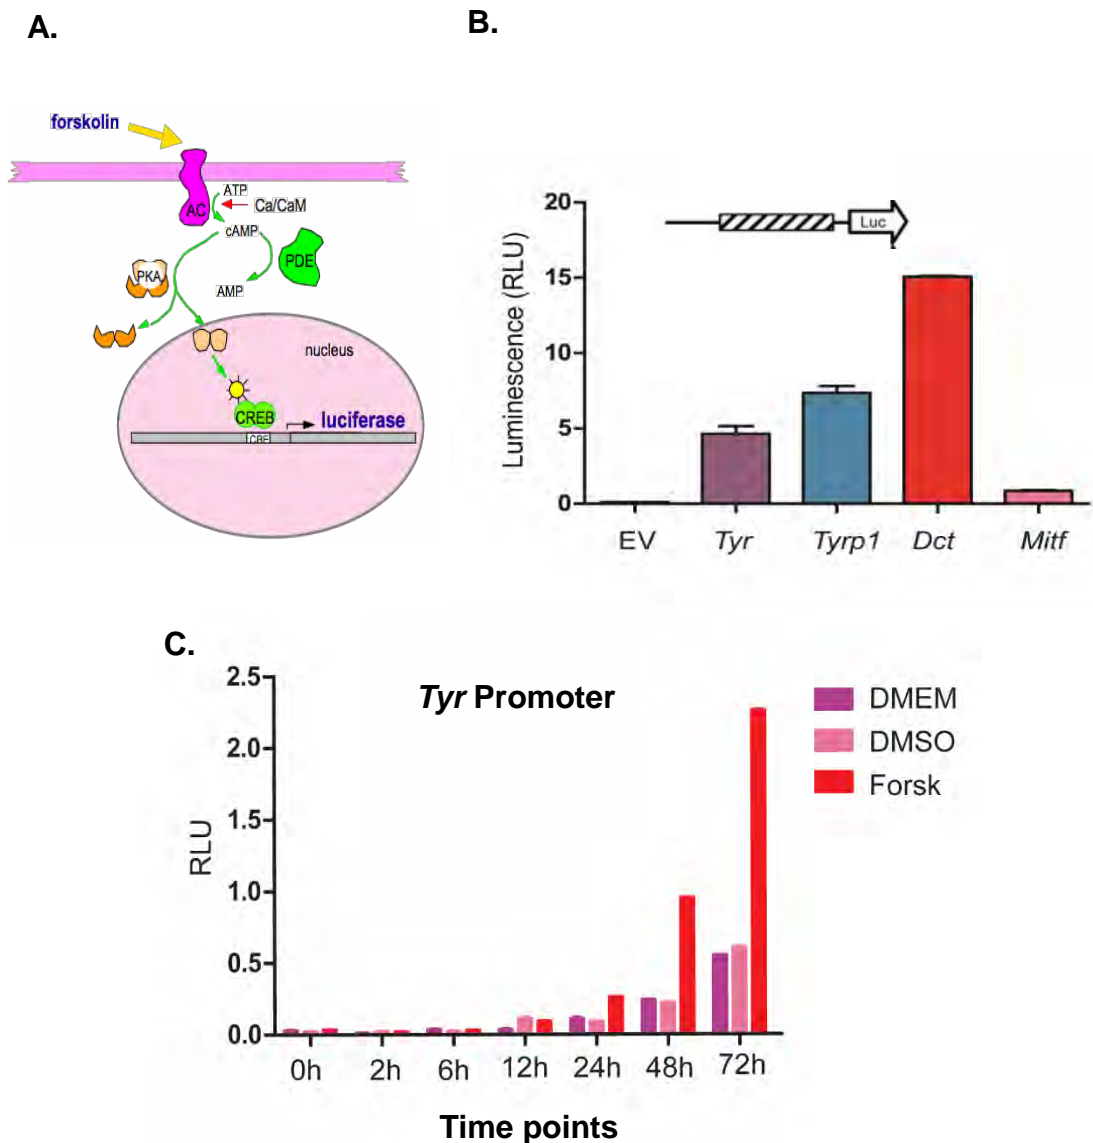 A.
forskolin
ATP
AC
Ca/CaM
cAMP
PKA
PDE
AMP
nucleus
CREB
luciferase
CRE
B.
Luminescence (RLU)
20
15
10
5
0
Luc
EV Tyr Tyrp1 Dct Mitf
C.
Tyr Promoter
RLU
2.5
2.0
1.5
1.0
0.5
0.0
0h 2h 6h 12h 24h 48h 72h
Time points
DMEM
DMSO
Forsk